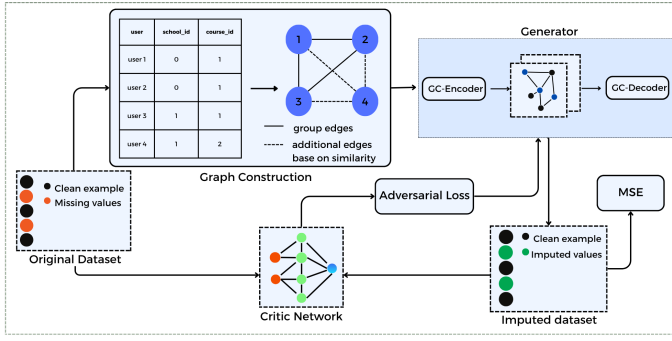 user school_id course_id
user 1 0 1
user 2 0 1
user 3 1 1
user 4 1 2
1 2
3 4
group edges
additional edges
base on similarity
Graph Construction
Generator
GC-Encoder
GC-Decoder
Clean example
Missing values
Original Dataset
Adversarial Loss
MSE
Critic Network
Clean example
Imputed values
Imputed dataset